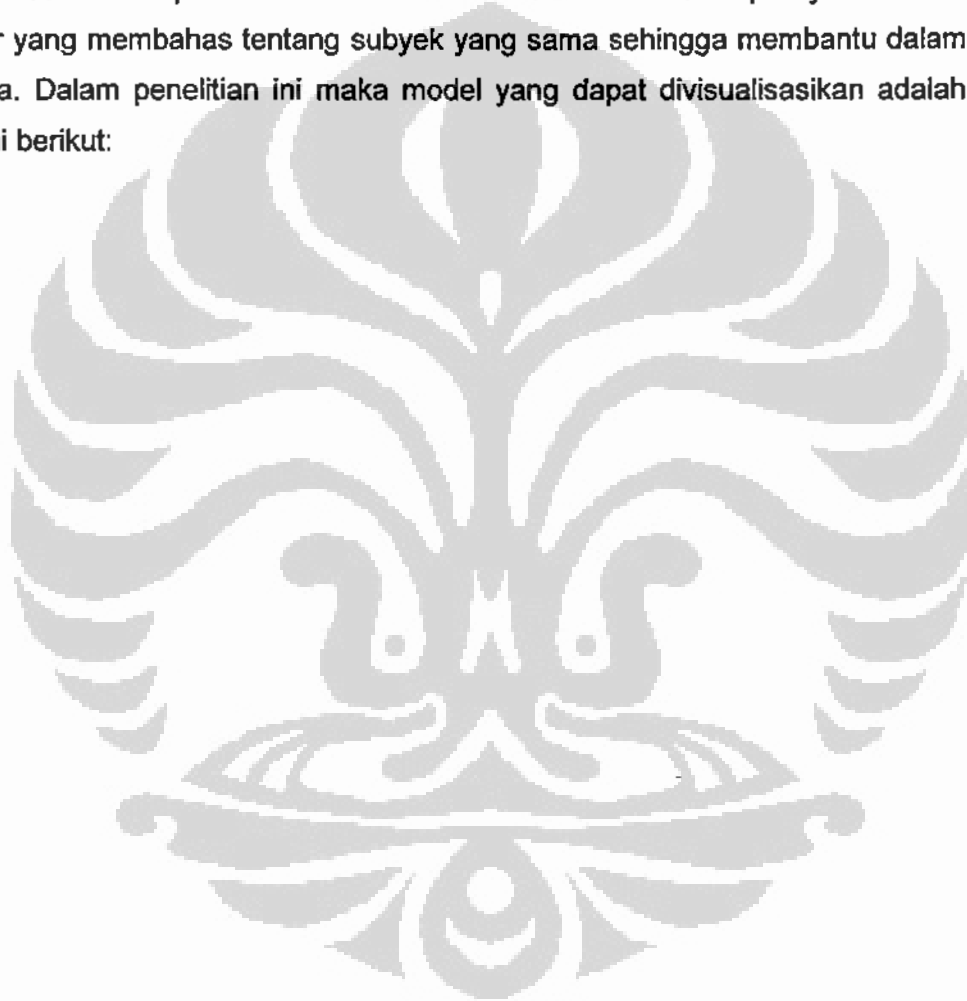 yang membahas tentang subyek yang sama sehingga membantu dalam
Dalam penelitian ini maka model yang dapat divisualisasikan adalah
berikut: